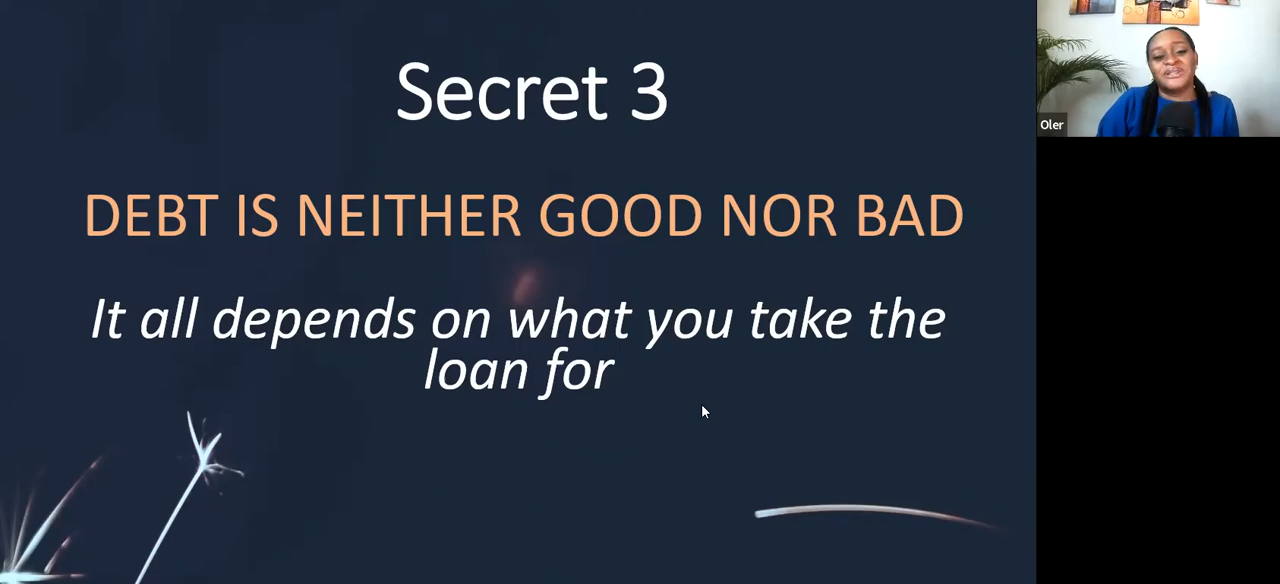 Secret 3
DEBT IS NEITHER GOOD NOR BAD
It all depends on what you take the
loan for
Oler